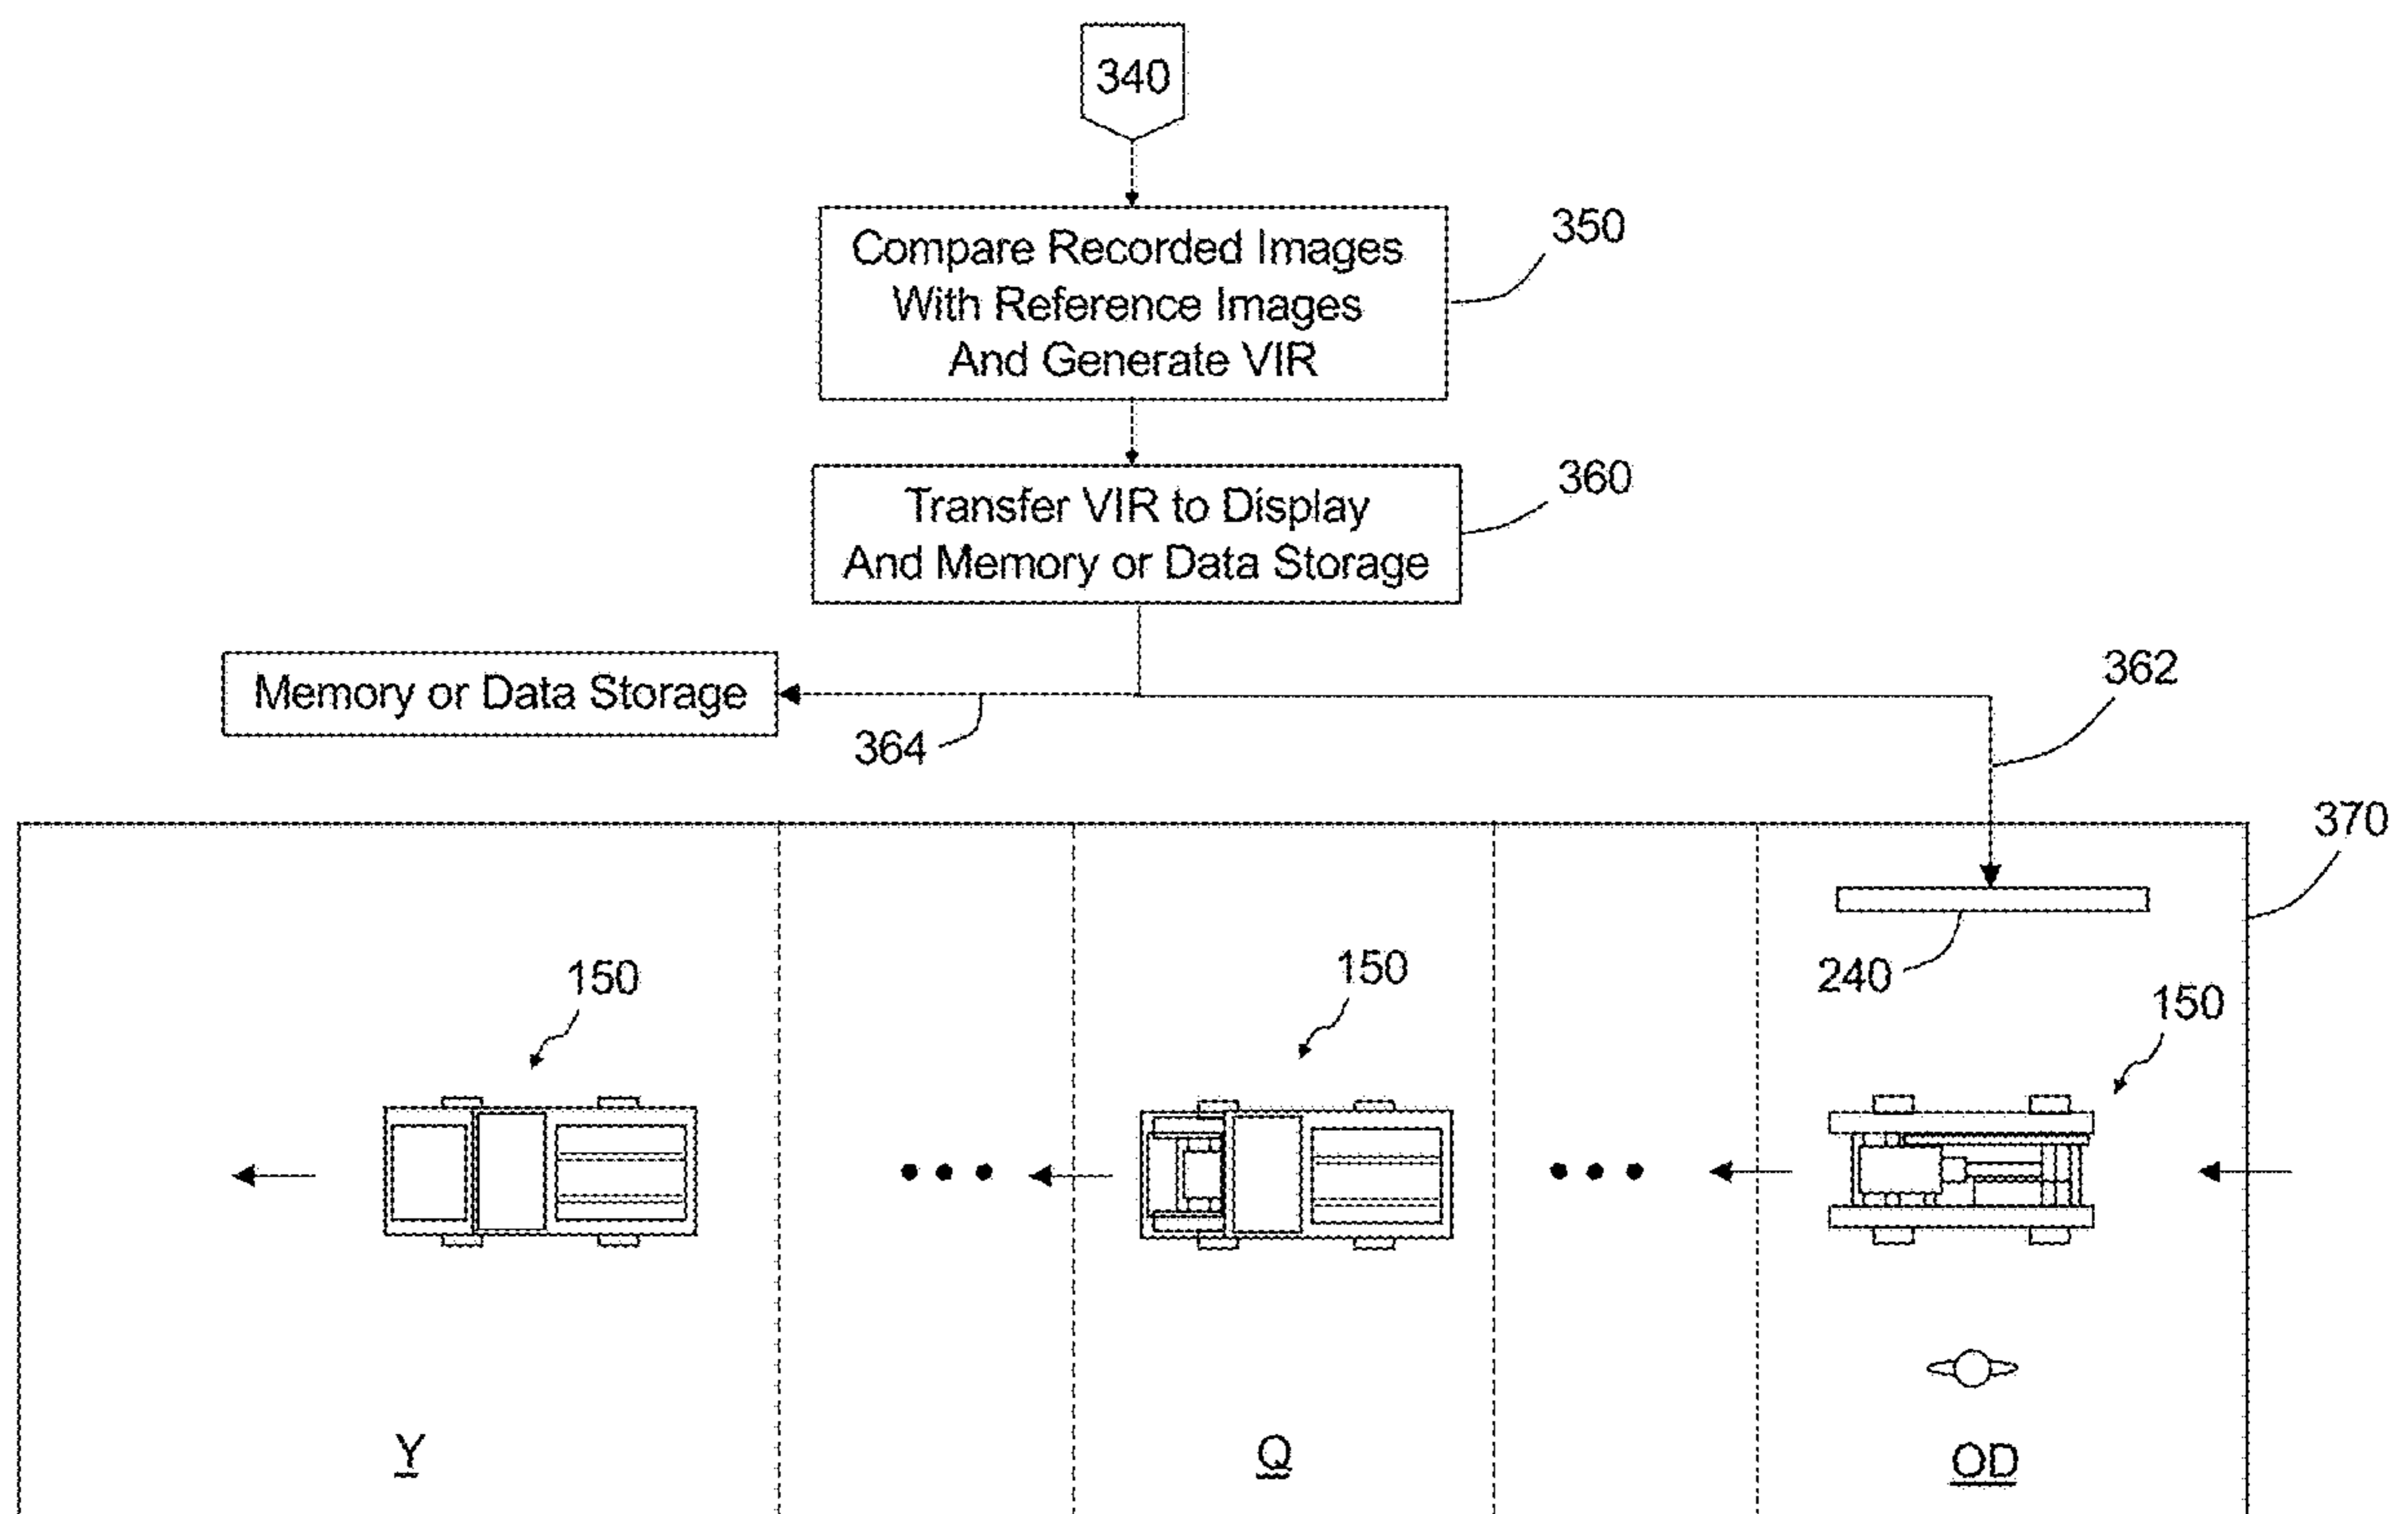 340
Compare Recorded Images
With Reference Images
And Generate VIR
350
Transfer VIR to Display
And Memory or Data Storage
360
Memory or Data Storage
364
362
370
240
150
150
150
Y
Q
OD